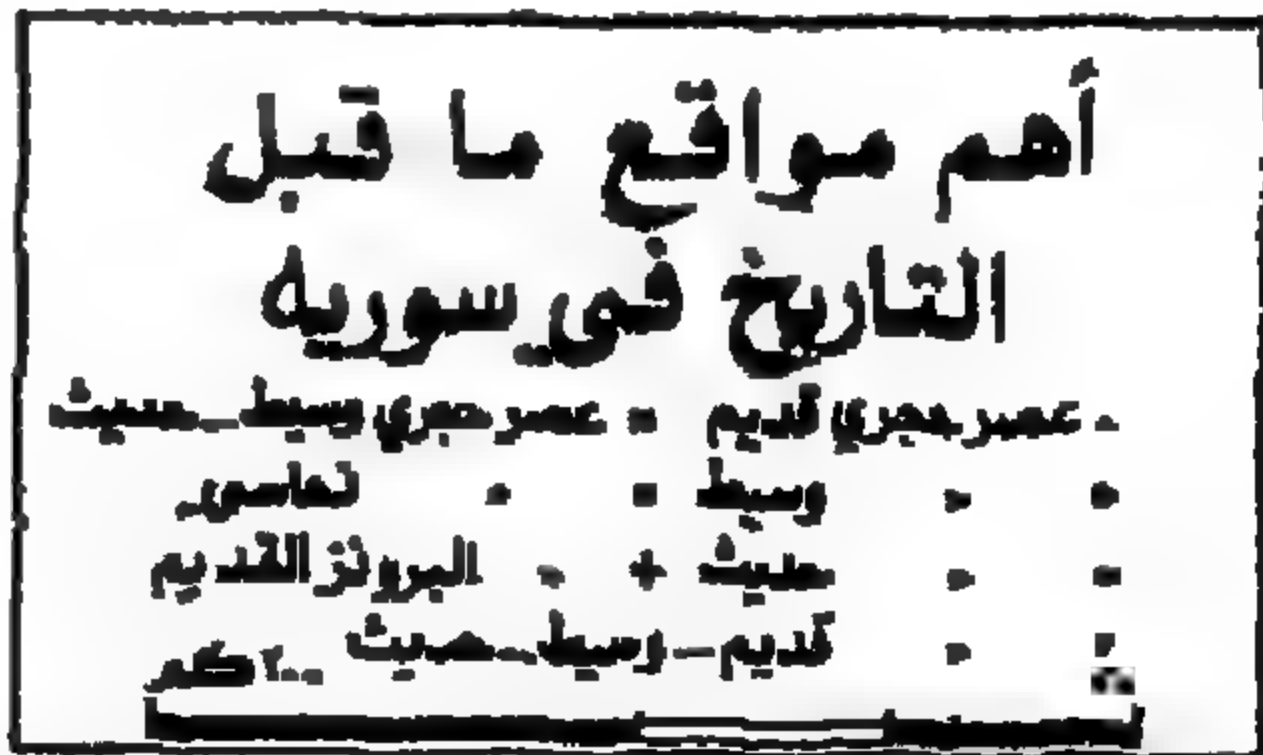 أهم مواقع ما قبل
التاريخ في سوريه
عصر حجري قديم عصر حجري وسيط - حديث
وسيط نحاسي
حديث البرونز القديم
قديم - وسيط - حديث ٢٠٠ كم